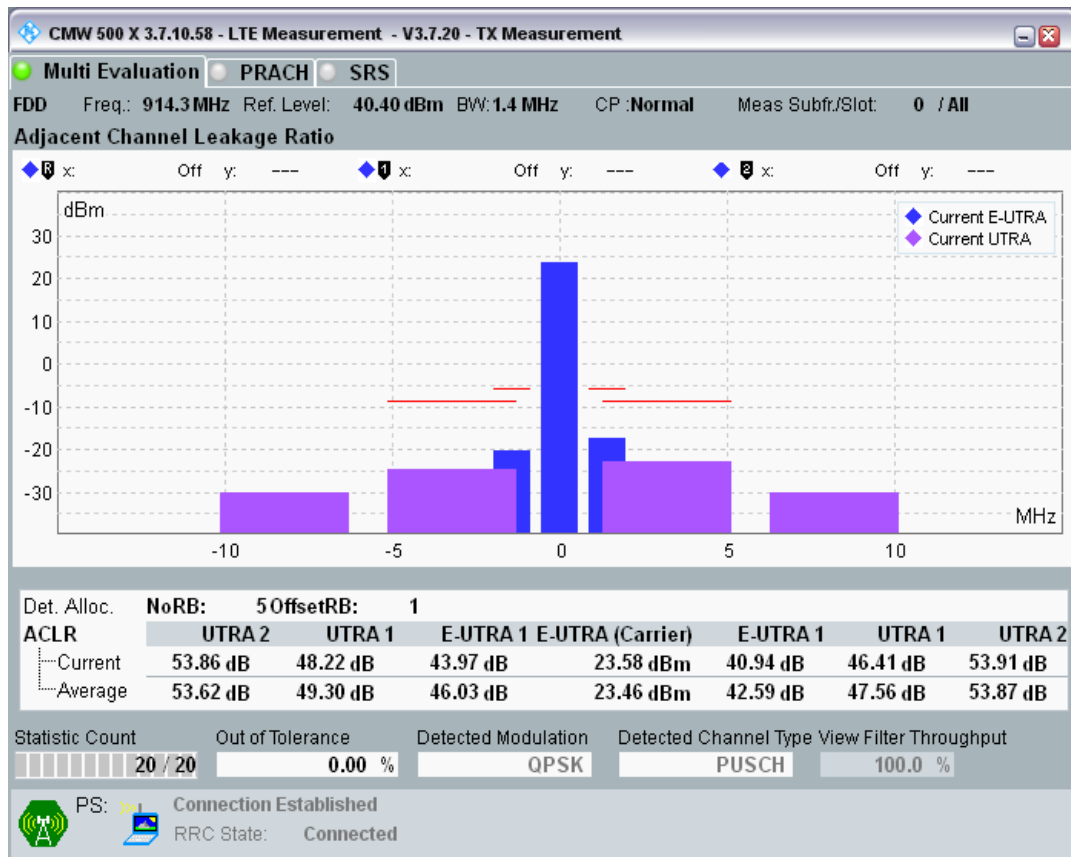 CMW 500 X 3.7.10.58 - LTE Measurement - V3.7.20 - TX Measurement
Multi Evaluation PRACH SRS
FDD Freq.: 914.3 MHz Ref. Level: 40.40 dBm BW: 1.4 MHz CP :Normal Meas Subfr./Slot: 0 / All
Adjacent Channel Leakage Ratio
R x: Off y: --- 1 x: Off y: --- 2 x: Off y: ---
dBm
Current E-UTRA
Current UTRA
30
20
10
0
-10
-20
-30
MHz
-10 -5 0 5 10
Det. Alloc. NoRB: 5 OffsetRB: 1
ACLR UTRA 2 UTRA 1 E-UTRA 1 E-UTRA (Carrier) E-UTRA 1 UTRA 1 UTRA 2
Current 53.86 dB 48.22 dB 43.97 dB 23.58 dBm 40.94 dB 46.41 dB 53.91 dB
Average 53.62 dB 49.30 dB 46.03 dB 23.46 dBm 42.59 dB 47.56 dB 53.87 dB
Statistic Count Out of Tolerance Detected Modulation Detected Channel Type View Filter Throughput
20 / 20 0.00 % QPSK PUSCH 100.0 %
PS: Connection Established
RRC State: Connected